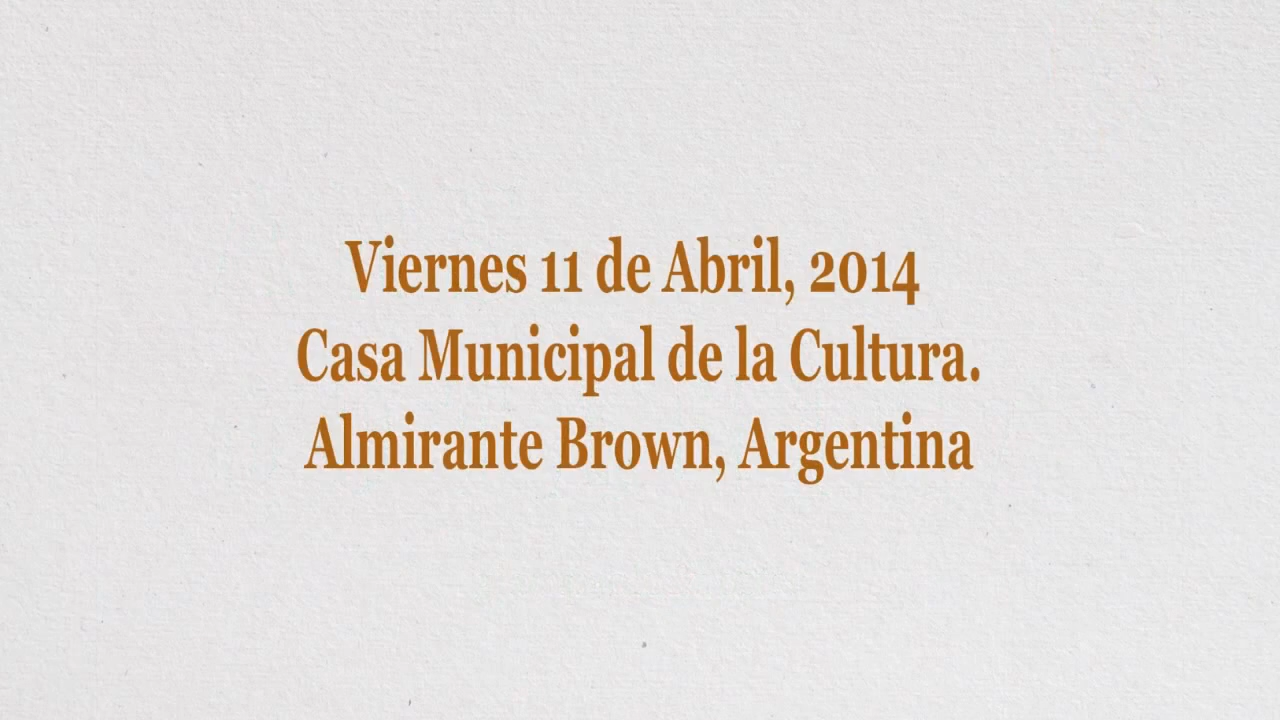 Viernes 11 de Abril, 2014
Casa Municipal de la Cultura.
Almirante Brown, Argentina